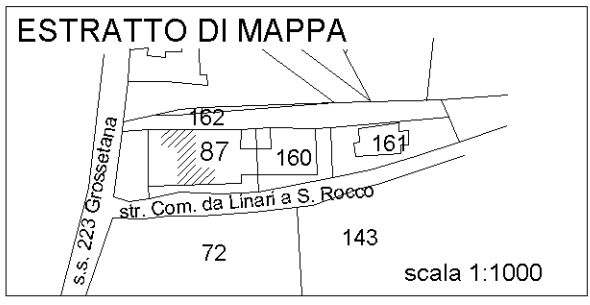 ESTRATTO DI MAPPA
162
87
160
161
s.s. 223 Grossetana
str. Com. da Linari a S. Rocco
72
143
scala 1:1000